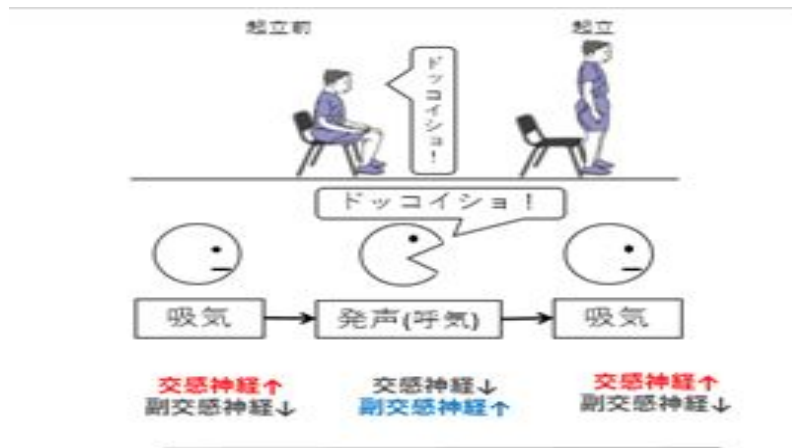 起立前
起立
ドッコイショ！
ドッコイショ！
吸気
発声(呼気)
吸気
交感神経↑
副交感神経↓
交感神経↓
副交感神経↑
交感神経↑
副交感神経↓